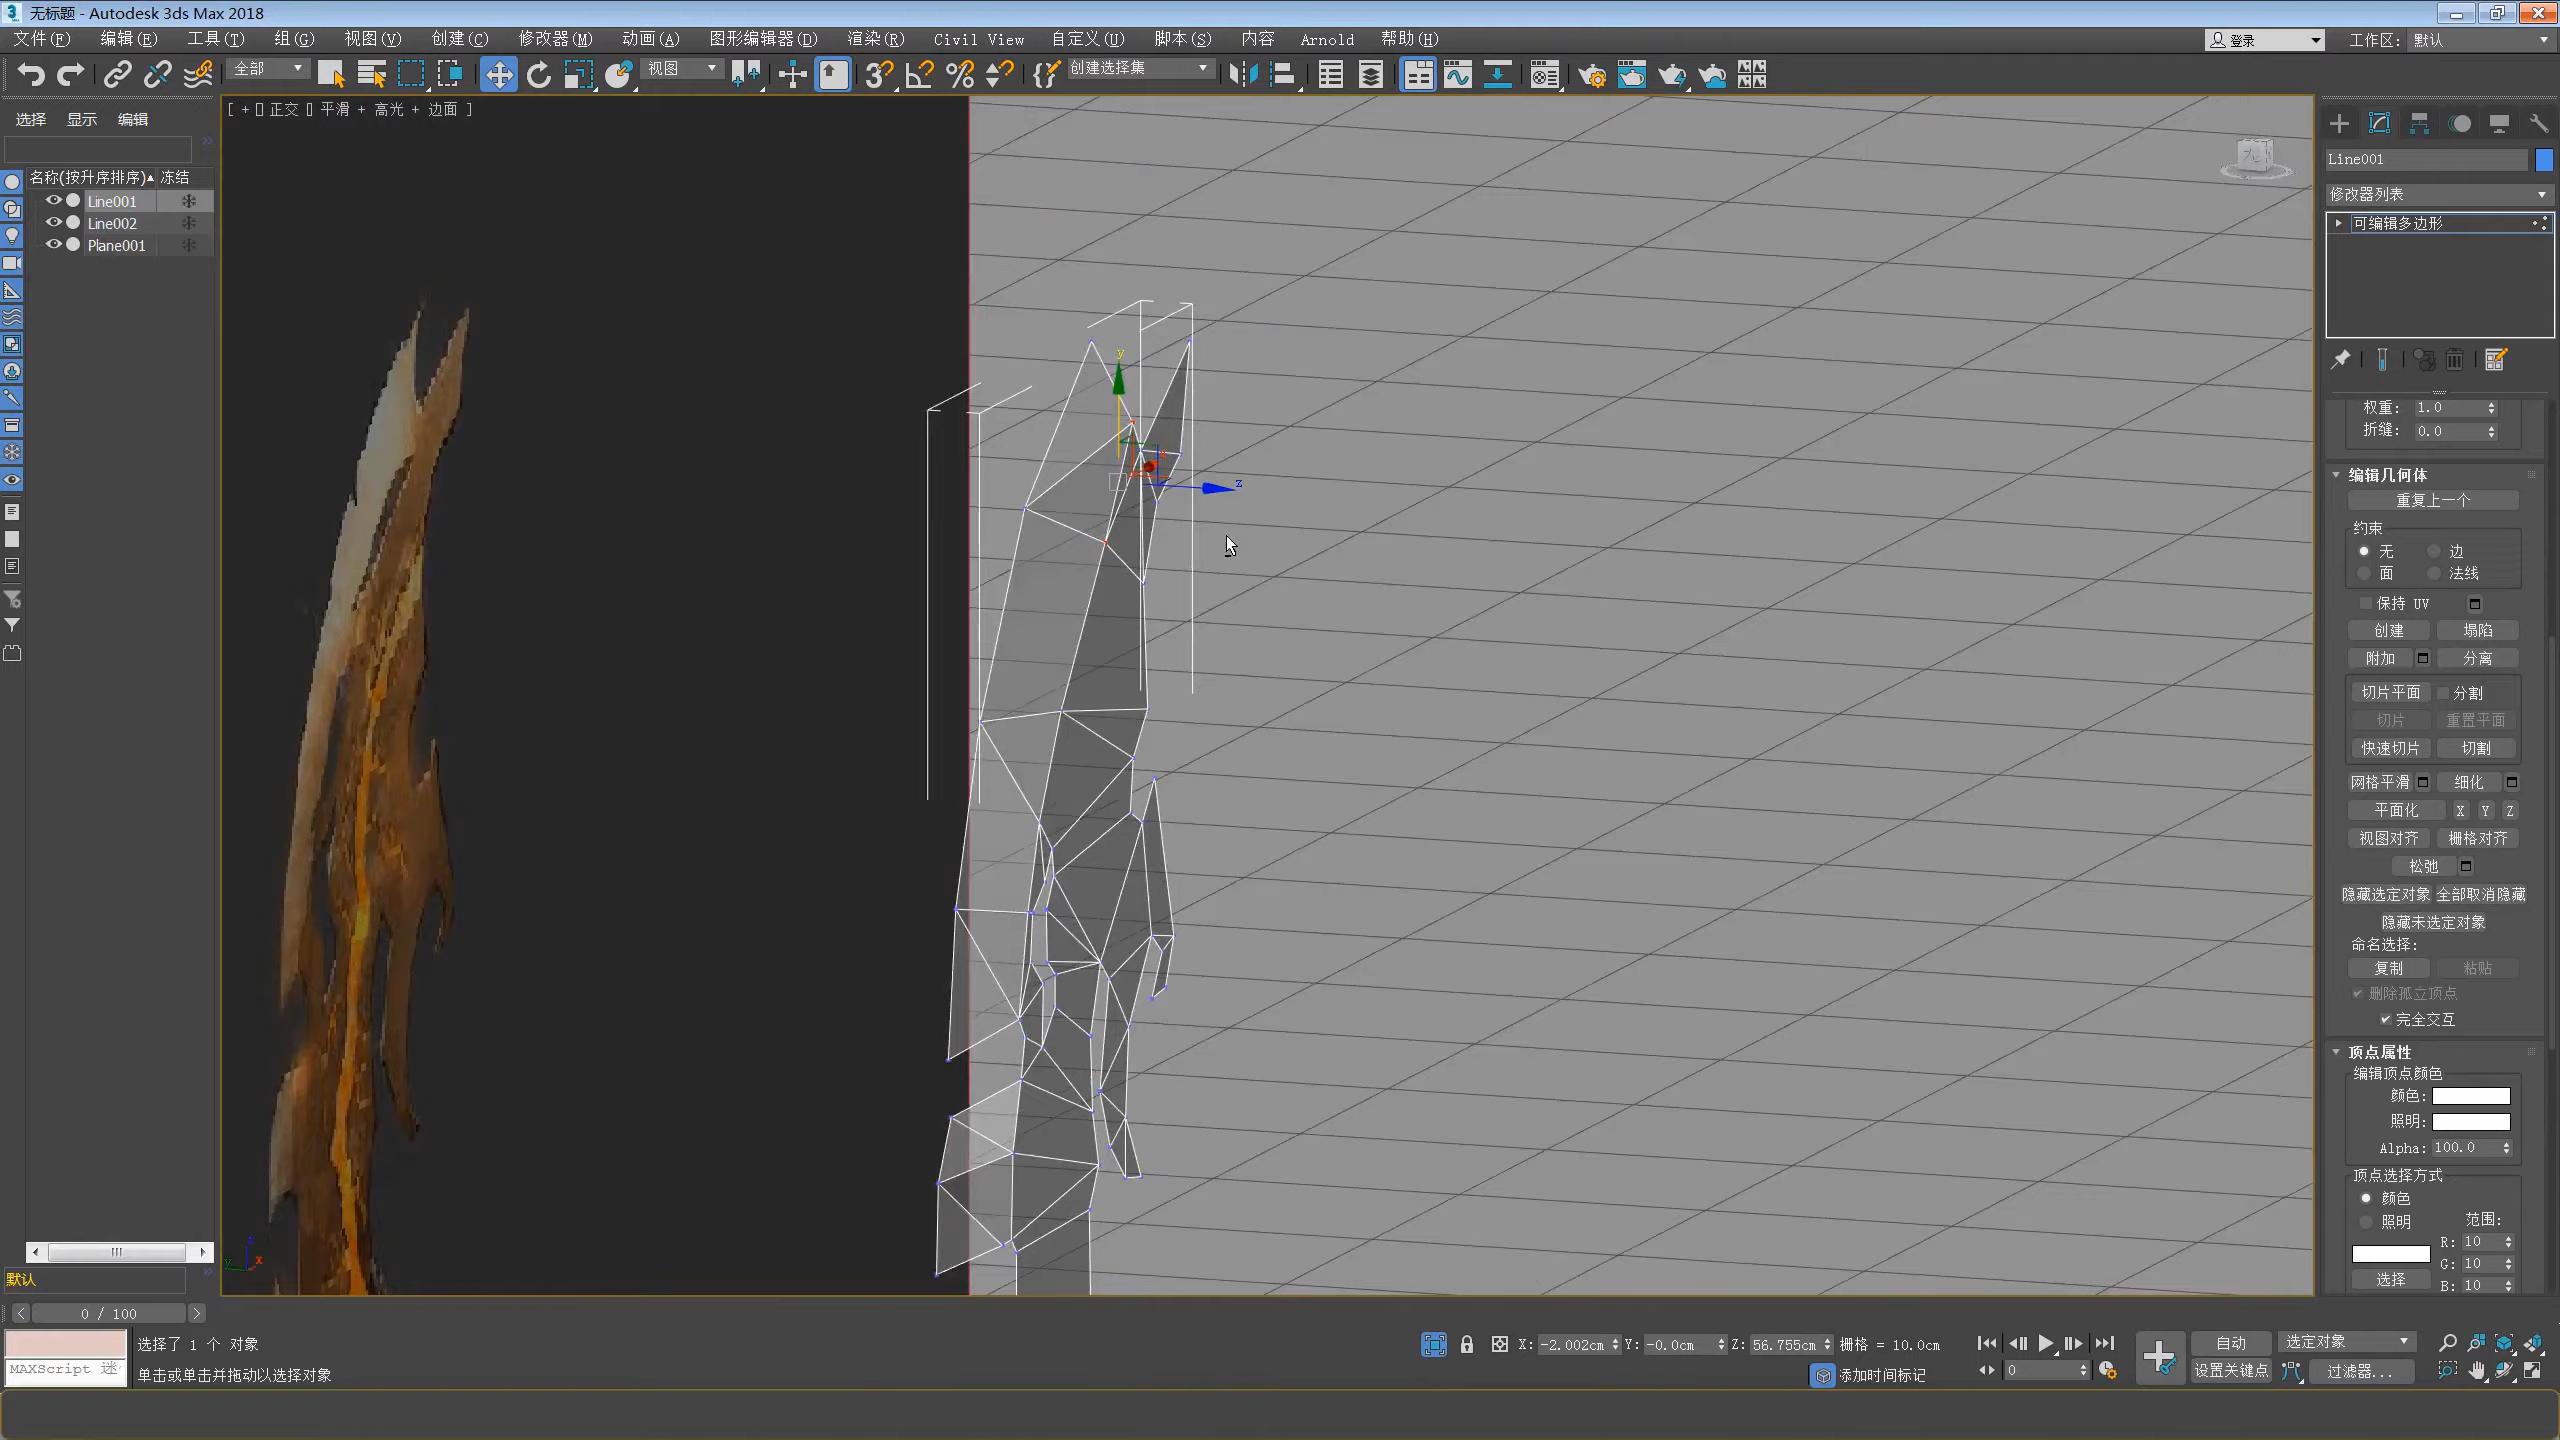 无标题 - Autodesk 3ds Max 2018
文件(F) 编辑(E) 工具(T) 组(G) 视图(V) 创建(C) 修改器(M) 动画(A) 图形编辑器(D) 渲染(R) Civil View 自定义(U) 脚本(S) 内容 Arnold 帮助(H) 登录 工作区: 默认
全部 视图 创建选择集
选择 显示 编辑
[ + ▯ 正交 ▯ 平滑 + 高光 + 边面 ]
名称(按升序排序) 冻结
Line001
Line002
Plane001
y
z
默认
Line001
修改器列表
可编辑多边形
权重: 1.0
折缝: 0.0
编辑几何体
重复上一个
约束
无 边
面 法线
保持 UV
创建 塌陷
附加 分离
切片平面 分割
切片 重置平面
快速切片 切割
网格平滑 细化
平面化 X Y Z
视图对齐 栅格对齐
松弛
隐藏选定对象 全部取消隐藏
隐藏未选定对象
命名选择:
复制 粘贴
删除孤立顶点
完全交互
顶点属性
编辑顶点颜色
颜色:
照明:
Alpha: 100.0
顶点选择方式
颜色
照明 范围:
R: 10
G: 10
选择 B: 10
0 / 100
选择了 1 个 对象
MAXScript 迷
单击或单击并拖动以选择对象
X: -2.002cm Y: -0.0cm Z: 56.755cm 栅格 = 10.0cm
添加时间标记
0
自动 选定对象
设置关键点 过滤器...